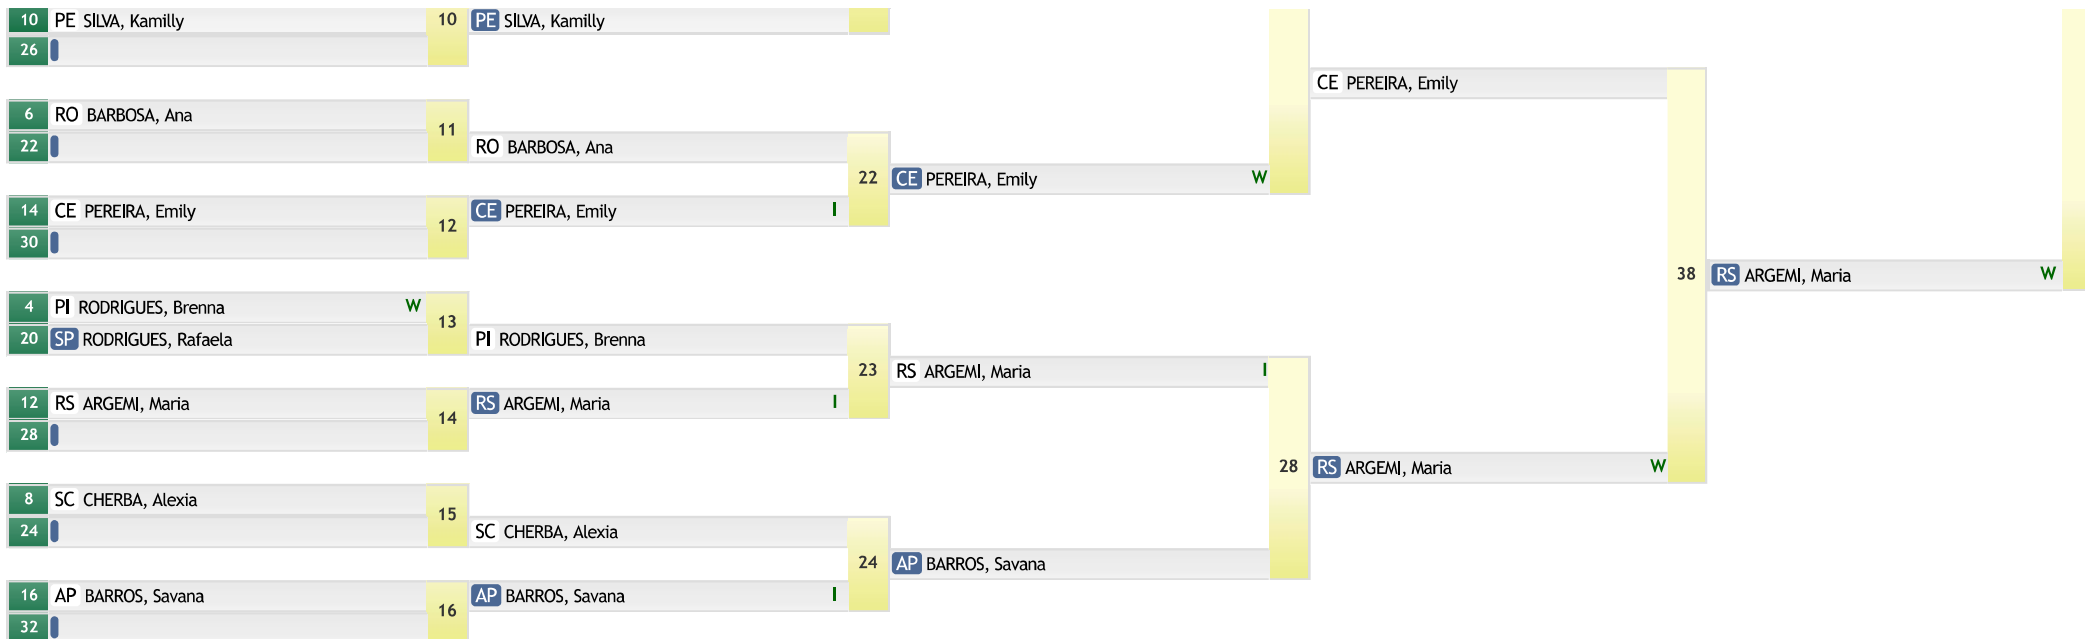 10 PE SILVA, Kamilly 10 PE SILVA, Kamilly
26
CE PEREIRA, Emily
6 RO BARBOSA, Ana
11
22
RO BARBOSA, Ana
22 CE PEREIRA, Emily W
14 CE PEREIRA, Emily
12
CE PEREIRA, Emily I
30
38 RS ARGEMI, Maria W
4 PI RODRIGUES, Brenna W
13
20 SP RODRIGUES, Rafaela
PI RODRIGUES, Brenna
23 RS ARGEMI, Maria I
12 RS ARGEMI, Maria
14
RS ARGEMI, Maria I
28
28 RS ARGEMI, Maria W
8 SC CHERBA, Alexia
15
24
SC CHERBA, Alexia
24 AP BARROS, Savana
16 AP BARROS, Savana
16
AP BARROS, Savana I
32